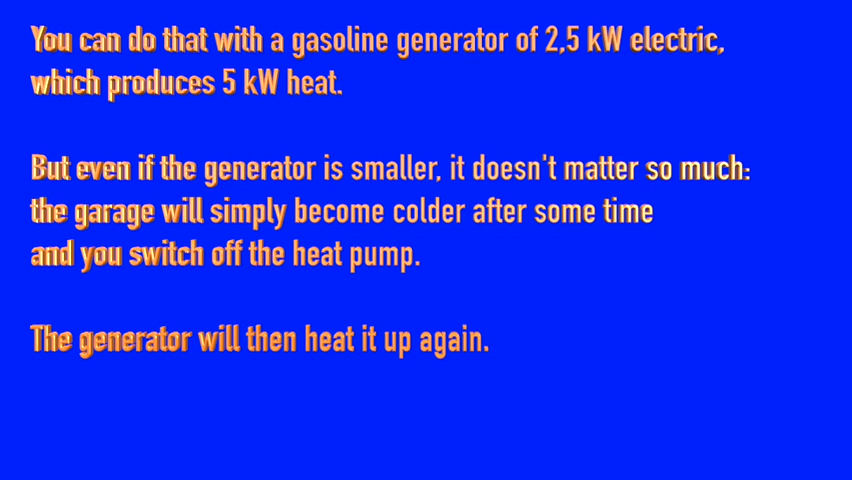 You can do that with a gasoline generator of 2,5 kW electric,
which produces 5 kW heat.
But even if the generator is smaller, it doesn't matter so much:
the garage will simply become colder after some time
and you switch off the heat pump.
The generator will then heat it up again.